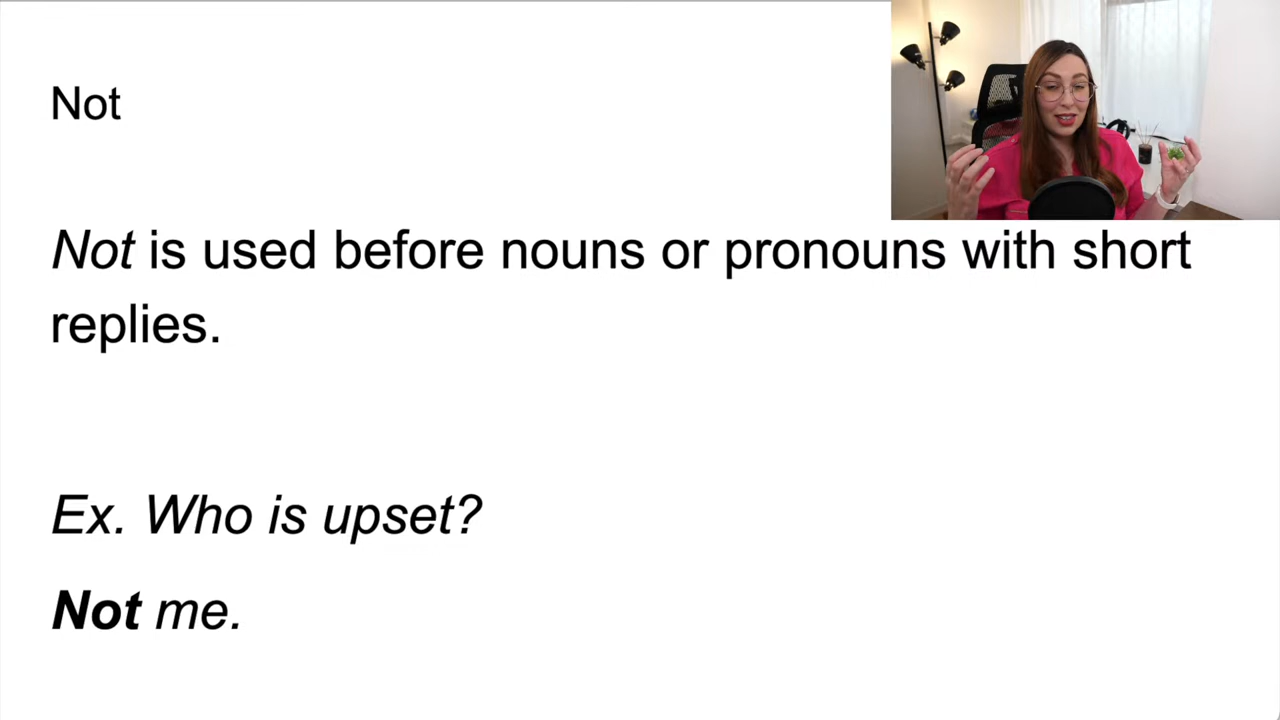 Not
Not is used before nouns or pronouns with short
replies.
Ex. Who is upset?
Not me.